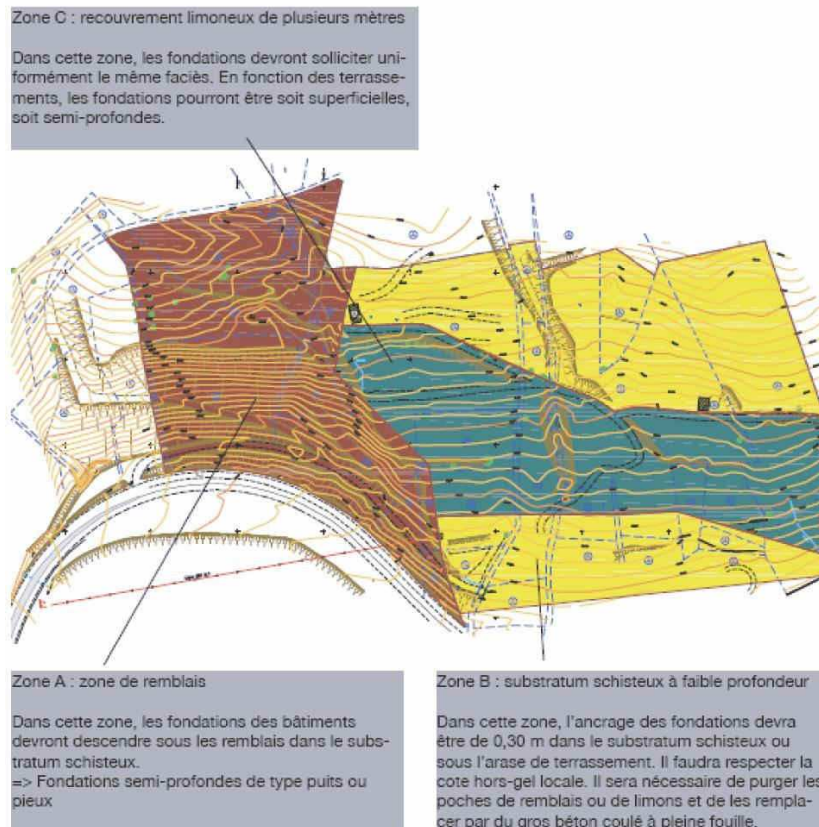 Zone C : recouvrement limoneux de plusieurs mètres
Dans cette zone, les fondations devront solliciter uni-
formément le même faciès. En fonction des terrasse-
ments, les fondations pourront être soit superficielles,
soit semi-profondes.
Zone A : zone de remblais
Dans cette zone, les fondations des bâtiments
devront descendre sous les remblais dans le subs-
tratum schisteux.
=> Fondations semi-profondes de type puits ou
pieux
Zone B : substratum schisteux à faible profondeur
Dans cette zone, l'ancrage des fondations devra
être de 0,30 m dans le substratum schisteux ou
sous l'arase de terrassement. Il faudra respecter la
cote hors-gel locale. Il sera nécessaire de purger les
poches de remblais ou de limons et de les rempla-
cer par du gros béton coulé à pleine fouille.